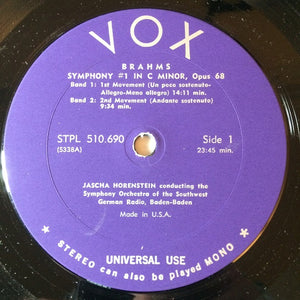 VOX
BRAHMS
SYMPHONY #1 IN C MINOR, Opus 68
Band 1: 1st Movement (Un poco sostenuto-
Allegro-Meno allegro) 14:11 min.
Band 2: 2nd Movement (Andante sostenuto)
9:34 min.
STPL 510.690
(5338A)
Side 1
23:45 min.
JASCHA HORENSTEIN conducting the
Symphony Orchestra of the Southwest
German Radio, Baden-Baden
Made in U.S.A.
UNIVERSAL USE
★ STEREO can also be played MONO ★